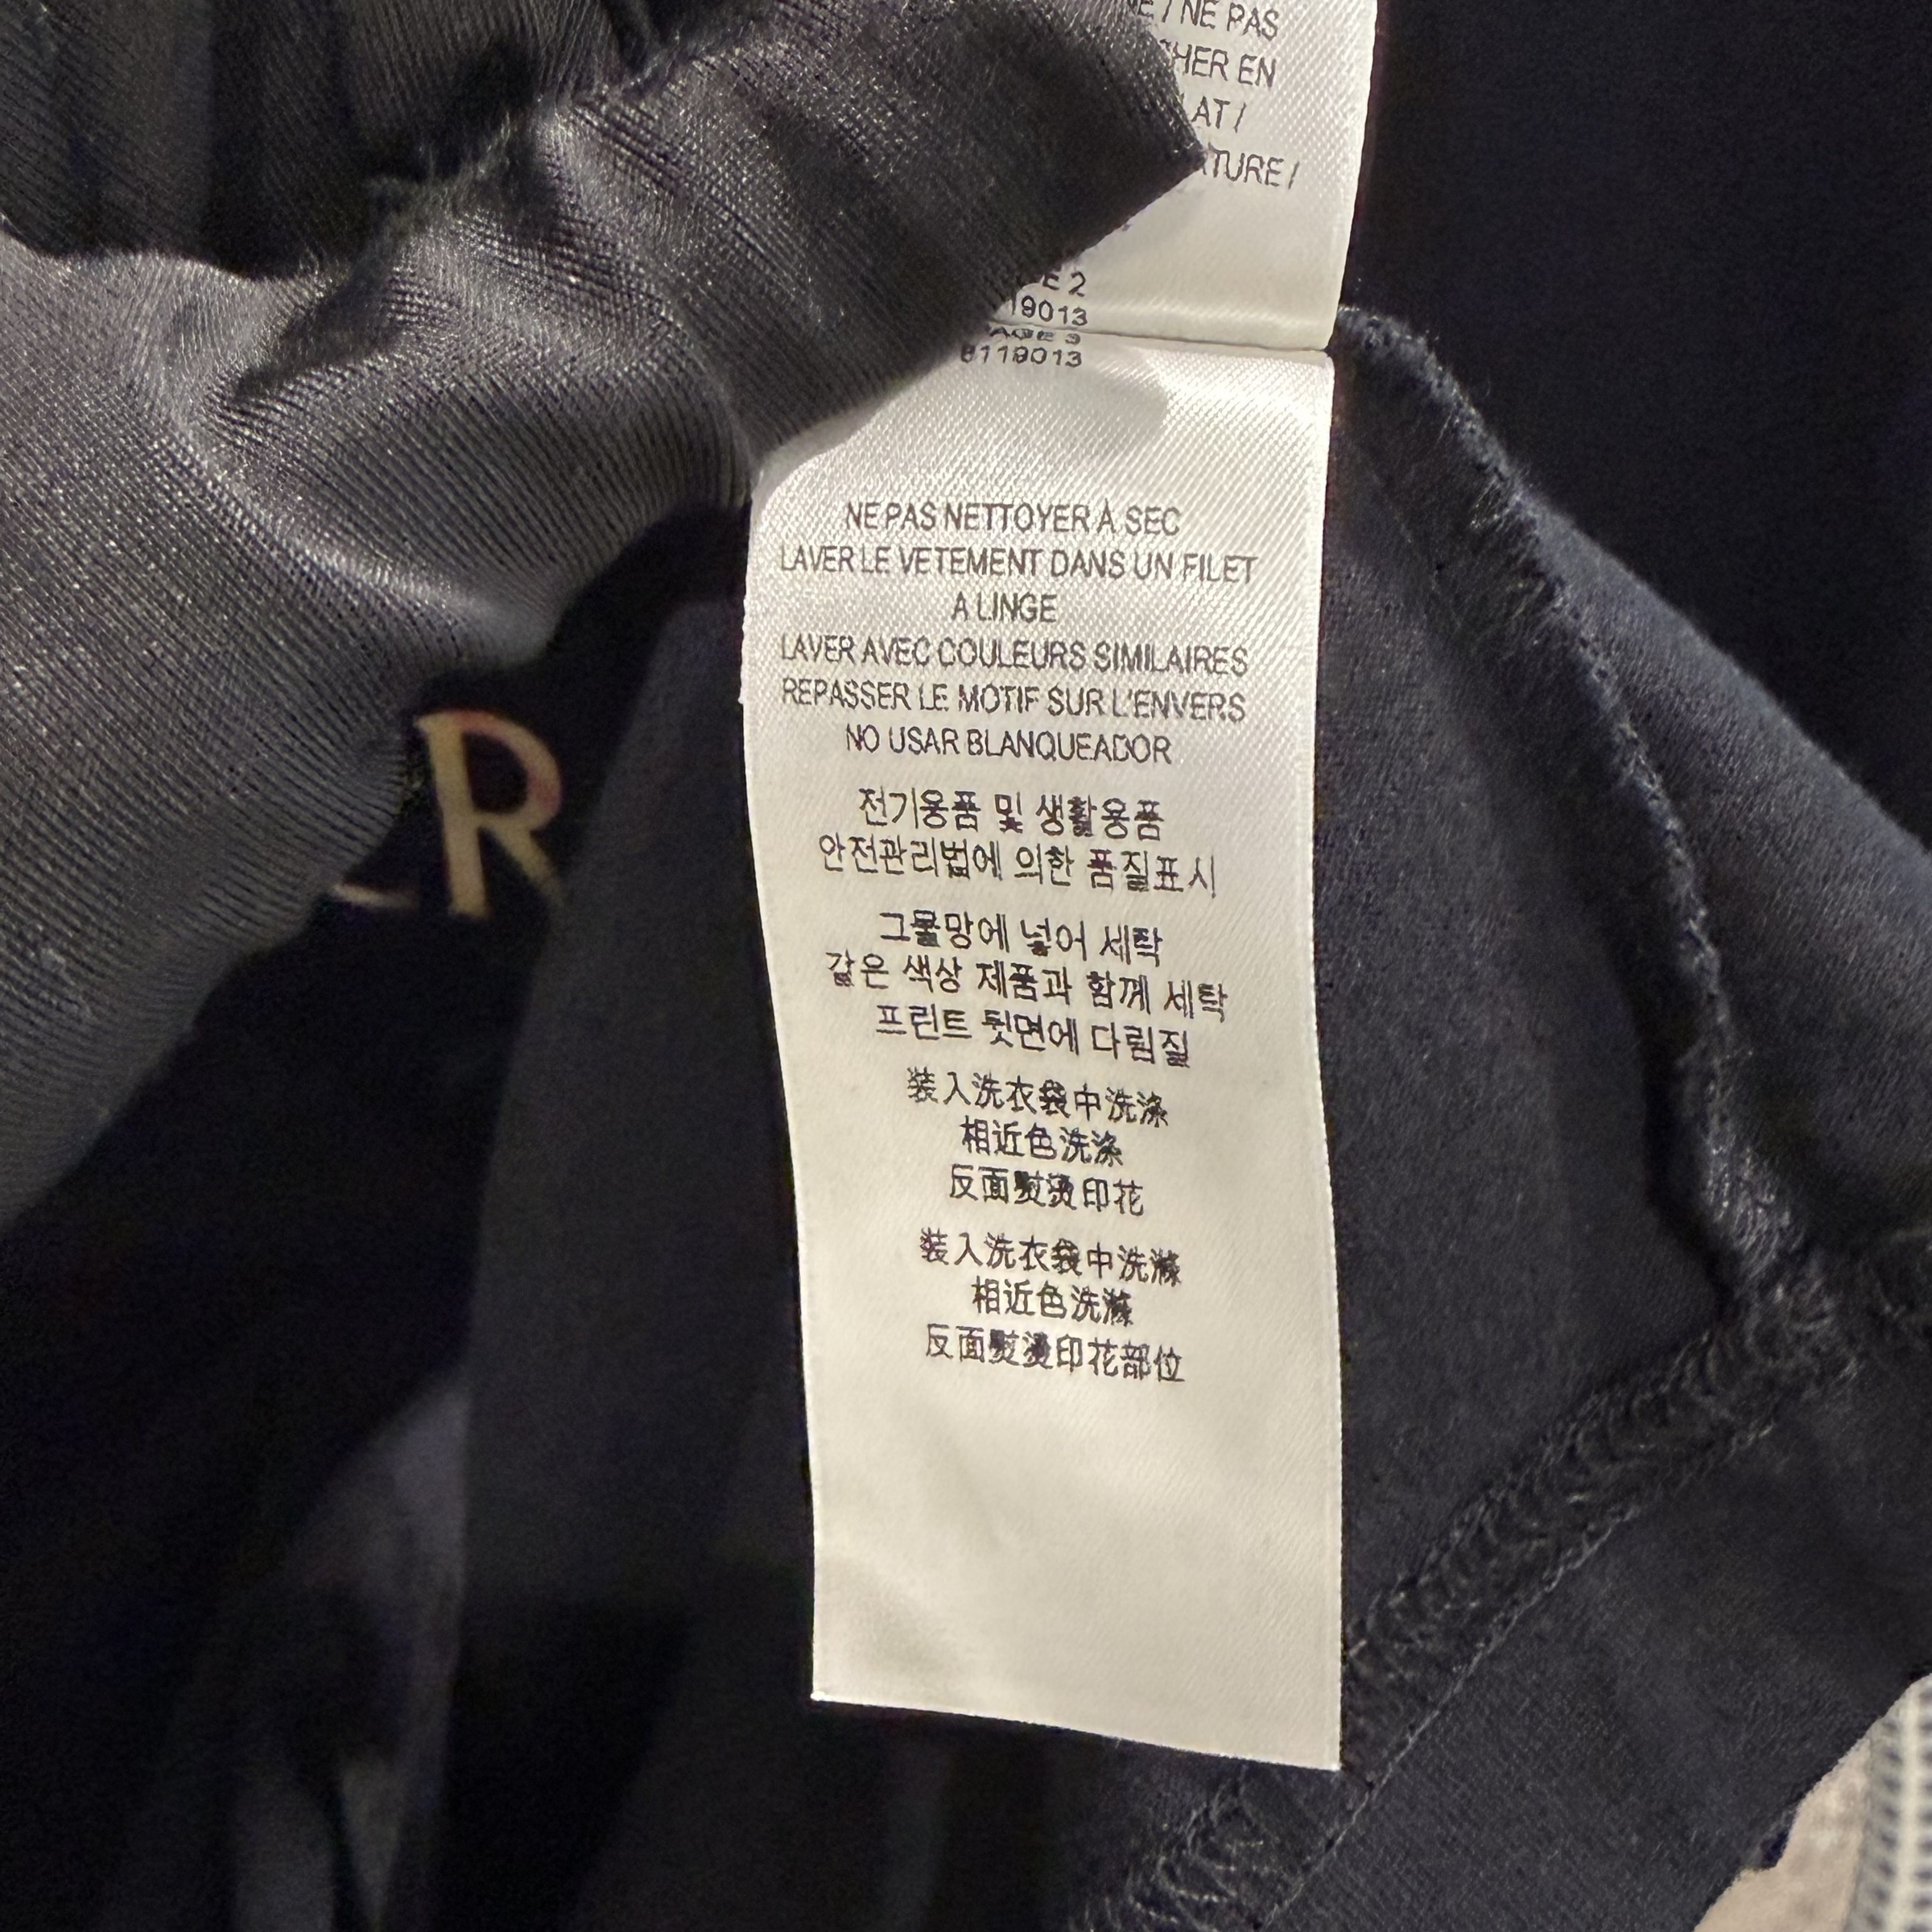 / NE PAS
EN
/
2
19013
3
8119013
NE PAS NETTOYER À SEC
LAVER LE VETEMENT DANS UN FILET
A LINGE
LAVER AVEC COULEURS SIMILAIRES
REPASSER LE MOTIF SUR L'ENVERS
NO USAR BLANQUEADOR
전기용품 및 생활용품
안전관리법에 의한 품질표시
그물망에 넣어 세탁
같은 색상 제품과 함께 세탁
프린트 뒷면에 다림질
装入洗衣袋中洗涤
相近色洗涤
反面熨烫印花
装入洗衣袋中洗滌
相近色洗滌
反面熨燙印花部位
R